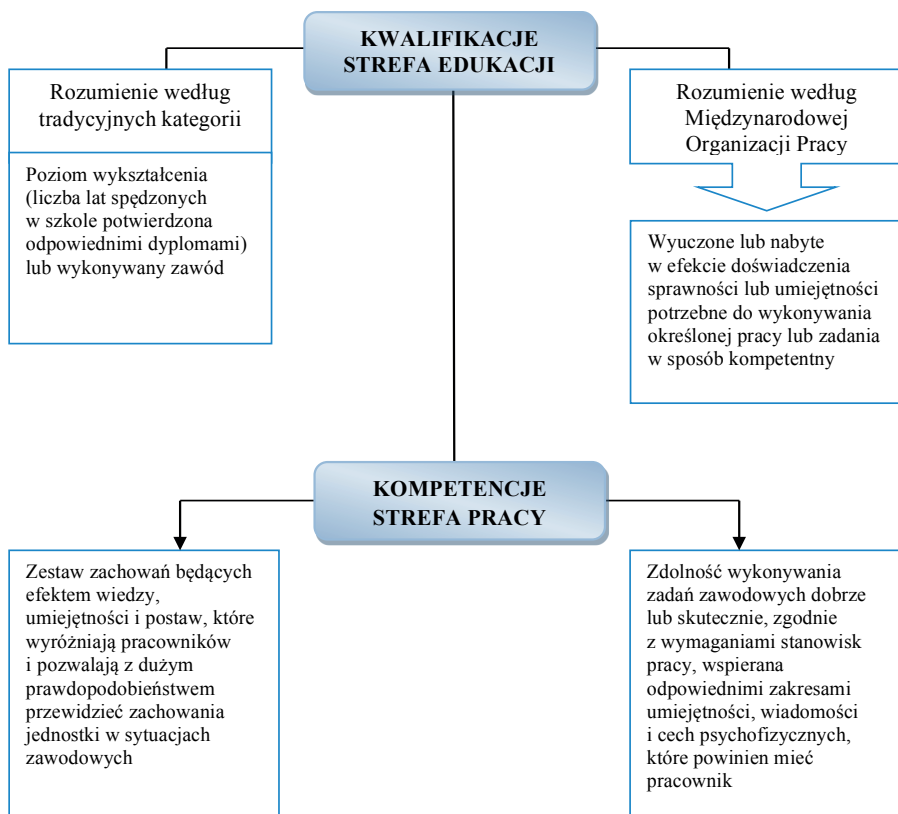 KWALIFIKACJE
STREFA EDUKACJI
Rozumienie według
tradycyjnych kategorii
Poziom wykształcenia
(liczba lat spędzonych
w szkole potwierdzona
odpowiednimi dyplomami)
lub wykonywany zawód
Rozumienie według
Międzynarodowej
Organizacji Pracy
Wyuczone lub nabyte
w efekcie doświadczenia
sprawności lub umiejętności
potrzebne do wykonywania
określonej pracy lub zadania
w sposób kompetentny
KOMPETENCJE
STREFA PRACY
Zestaw zachowań będących
efektem wiedzy,
umiejętności i postaw, które
wyróżniają pracowników
i pozwalają z dużym
prawdopodobieństwem
przewidzieć zachowania
jednostki w sytuacjach
zawodowych
Zdolność wykonywania
zadań zawodowych dobrze
lub skutecznie, zgodnie
z wymaganiami stanowisk
pracy, wspierana
odpowiednimi zakresami
umiejętności, wiadomości
i cech psychofizycznych,
które powinien mieć
pracownik